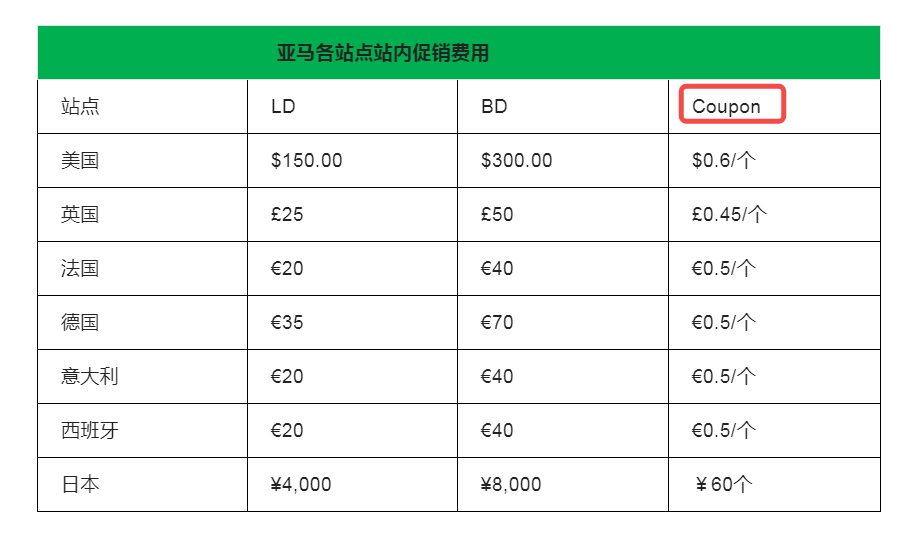 亚马各站点站内促销费用
站点 LD BD Coupon
美国 $150.00 $300.00 $0.6/个
英国 £25 £50 £0.45/个
法国 €20 €40 €0.5/个
德国 €35 €70 €0.5/个
意大利 €20 €40 €0.5/个
西班牙 €20 €40 €0.5/个
日本 ¥4,000 ¥8,000 ￥60个